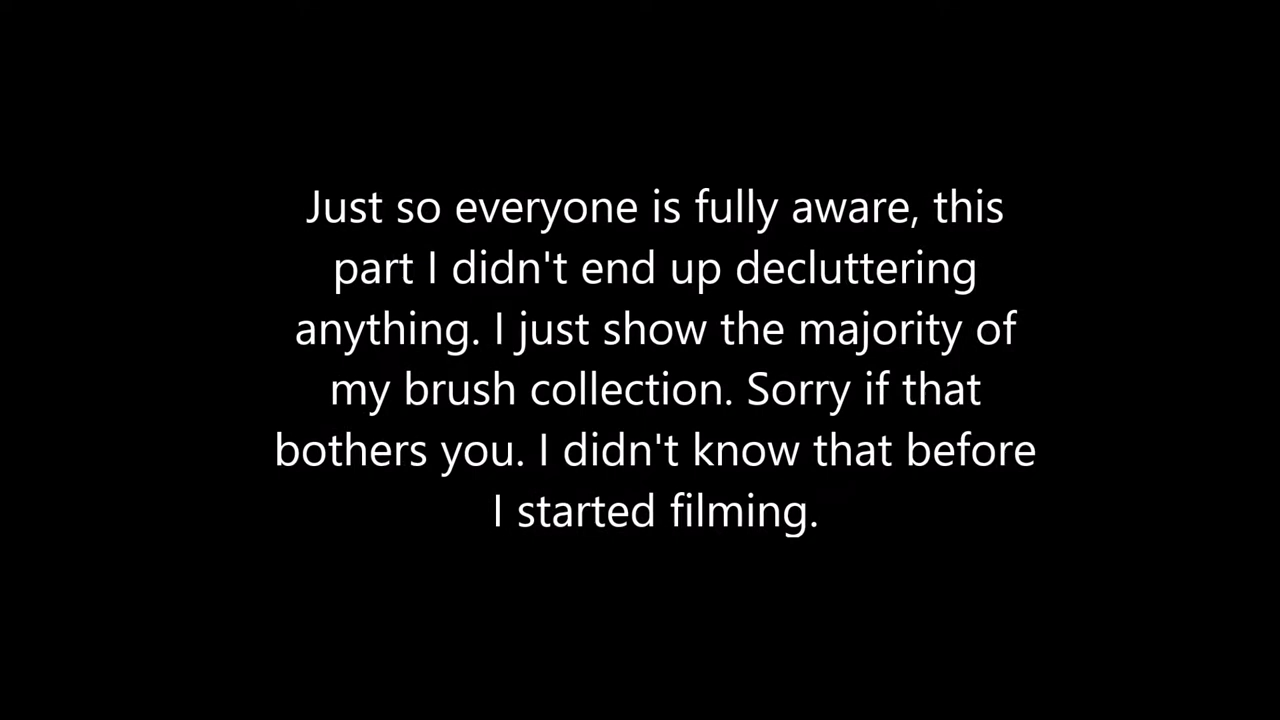 Just so everyone is fully aware, this
part I didn't end up decluttering
anything. I just show the majority of
my brush collection. Sorry if that
bothers you. I didn't know that before
I started filming.